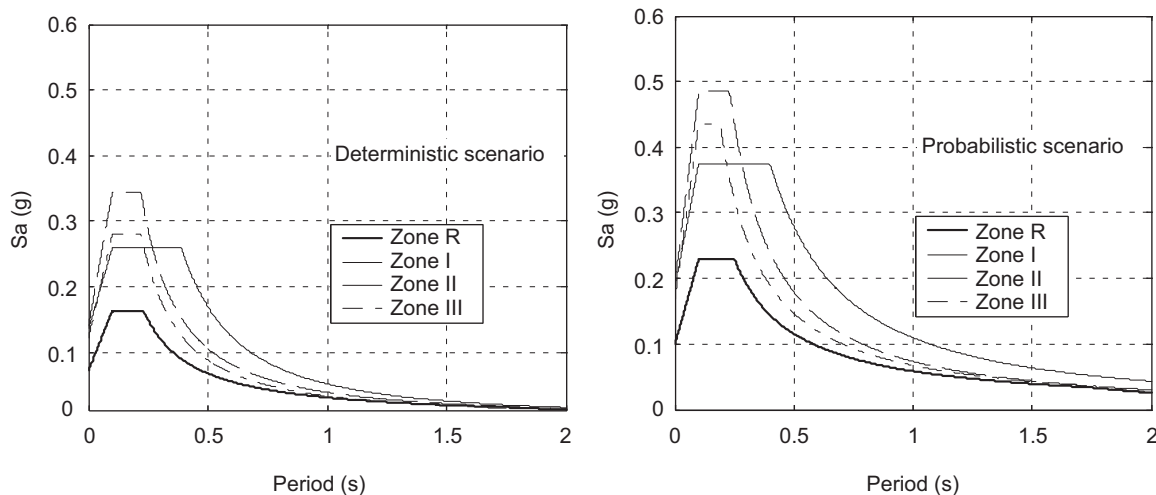 0.6
0.5
0.4
0.3
0.2
0.1
0
Sa (g)
Deterministic scenario
Zone R
Zone I
Zone II
Zone III
0
0.5
1
1.5
2
Period (s)
0.6
0.5
0.4
0.3
0.2
0.1
0
Sa (g)
Probabilistic scenario
Zone R
Zone I
Zone II
Zone III
0
0.5
1
1.5
2
Period (s)